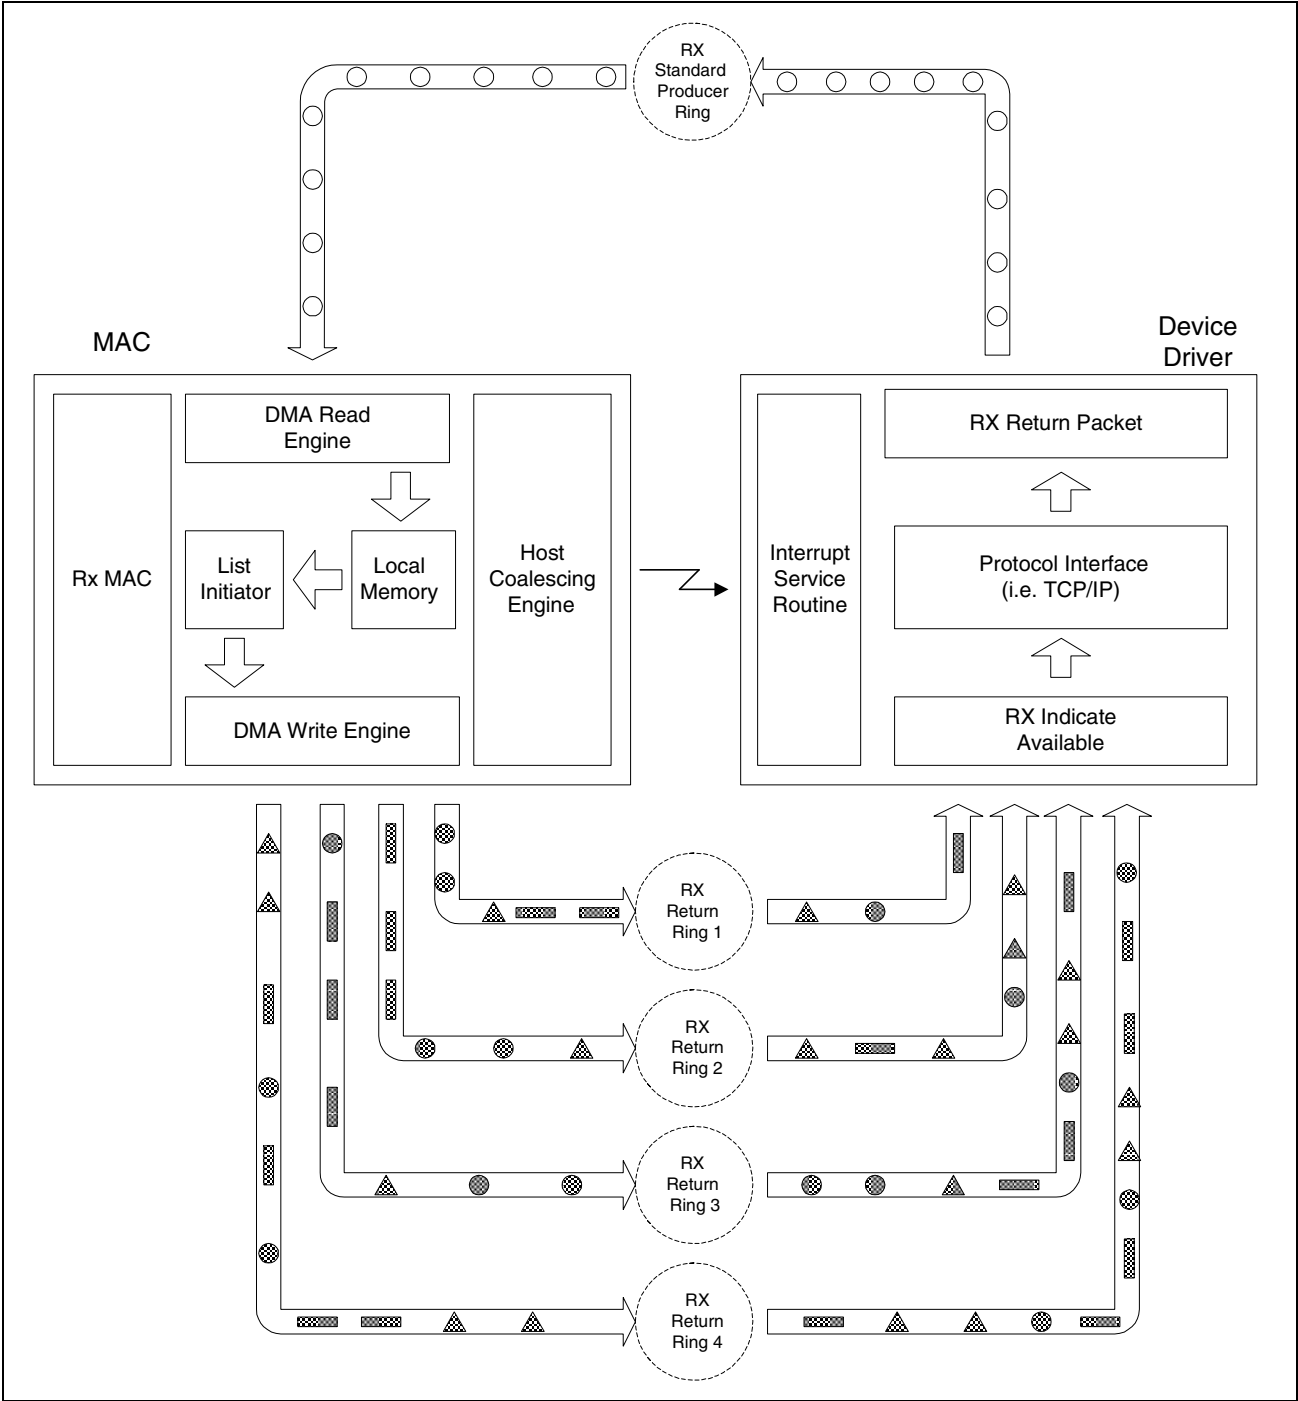 RX
Standard
Producer
Ring
MAC
Device
Driver
DMA Read
Engine
RX Return Packet
Rx MAC
List
Initiator
Local
Memory
Host
Coalescing
Engine
Interrupt
Service
Routine
Protocol Interface
(i.e. TCP/IP)
DMA Write Engine
RX Indicate
Available
RX
Return
Ring 1
RX
Return
Ring 2
RX
Return
Ring 3
RX
Return
Ring 4